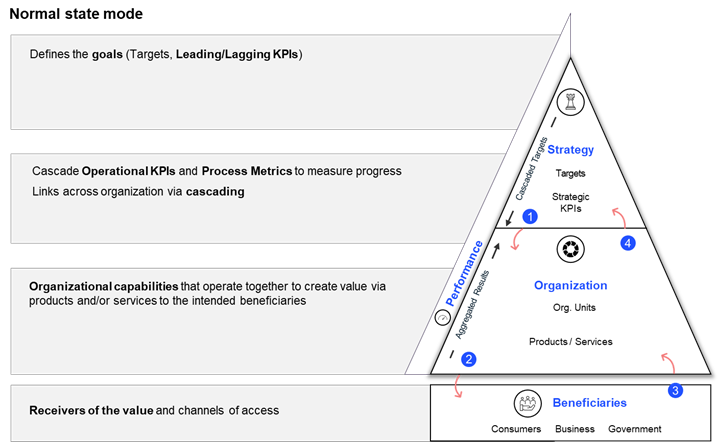 Normal state mode
Defines the goals (Targets, Leading/Lagging KPIs)
Cascade Operational KPIs and Process Metrics to measure progress
Links across organization via cascading
Organizational capabilities that operate together to create value via
products and/or services to the intended beneficiaries
Receivers of the value and channels of access
Performance
Cascaded Targets
Aggregated Results
Strategy
Targets
Strategic
KPIs
1
4
Organization
Org. Units
Products / Services
2
3
Beneficiaries
Consumers Business Government